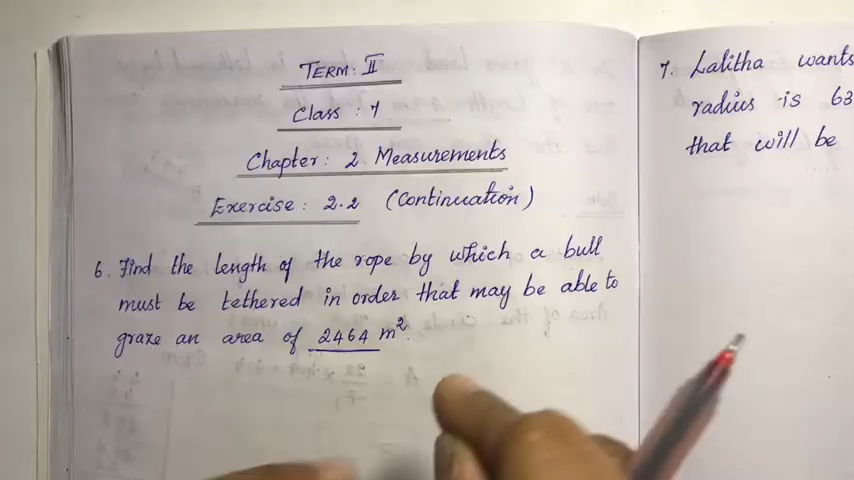 TERM: II
Class: 7
Chapter: 2. Measurements
Exercise: 2.2 (Continuation)
6. Find the length of the rope by which a bull
must be tethered in order that may be able to
graze an area of 2464 m².
7. Lalitha wants
radius is 63
that will be